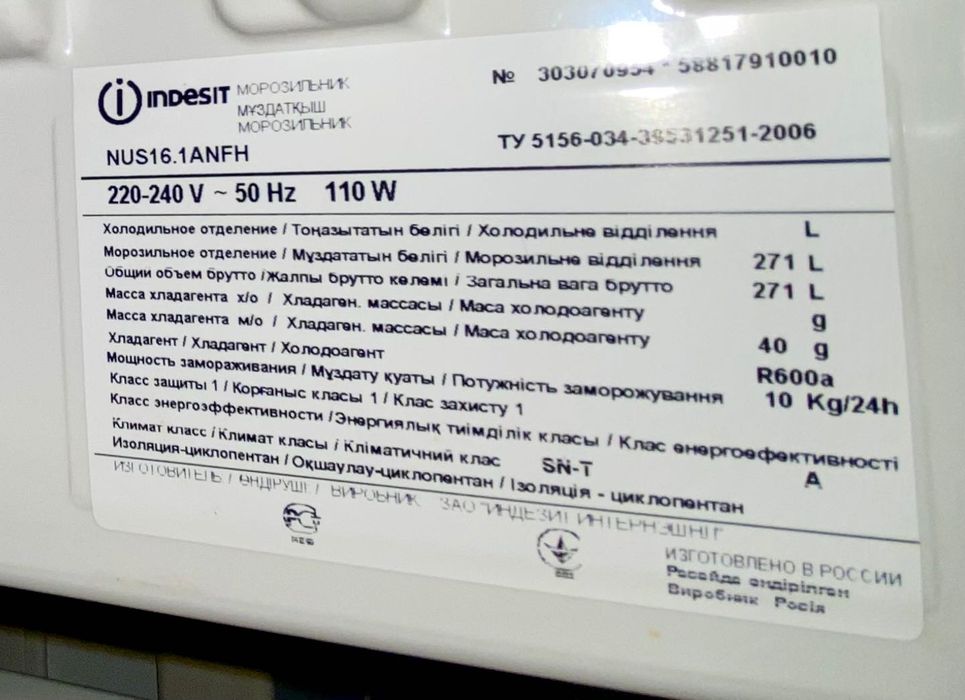 INDESIT МОРОЗИЛЬНИК
МҰЗДАТҚЫШ
МОРОЗИЛЬНИК
№ 303070954 - 58817910010
NUS16.1ANFH
ТУ 5156-034-39531251-2006
220-240 V ~ 50 Hz 110 W
Холодильное отделение / Тоңазытатын бөлігі / Холодильне відділення L
Морозильное отделение / Мұздататын бөлігі / Морозильне відділення 271 L
Общий объем брутто /Жалпы брутто көлемі / Загальна вага брутто 271 L
Масса хладагента х/о / Хладаген. массасы / Маса холодоагенту g
Масса хладагента м/о / Хладаген. массасы / Маса холодоагенту 40 g
Хладагент / Хладагент / Холодоагент R600a
Мощность замораживания / Мұздату қуаты / Потужність заморожування 10 Kg/24h
Класс защиты 1 / Корғаныс класы 1 / Клас захисту 1
Класс энергоэффективности /Энергиялық тиімділік класы / Клас енергоефективності A
Климат класс / Климат класы / Кліматичний клас SN-T
Изоляция-циклопентан / Оқшаулау-циклопентан / Ізоляція - циклопентан
ИЗГОТОВИТЕЛЬ / ӨНДІРУШІ / ВИРОБНИК ЗАО "ИНДЕЗИТ ИНТЕРНЭШНЛ"
ИЗГОТОВЛЕНО В РОССИИ
Россия өндірілген
Виробник Росія